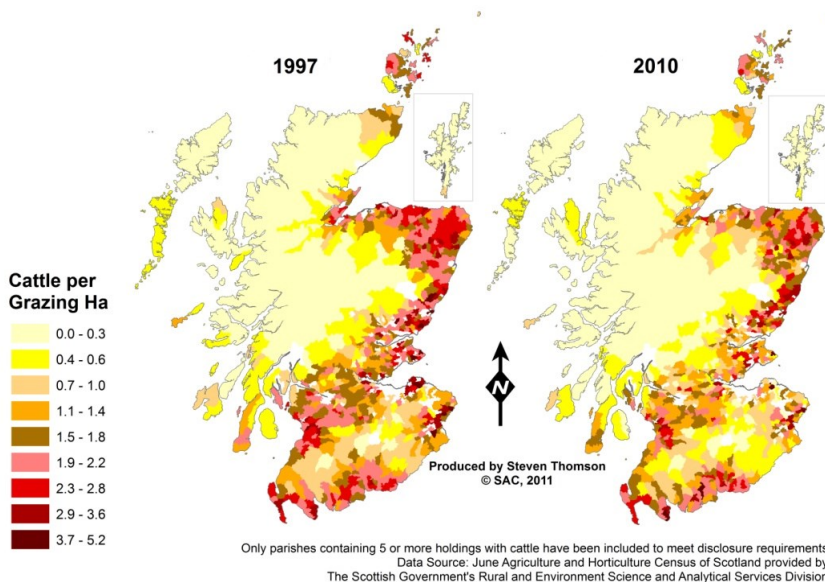 1997
2010
Cattle per
Grazing Ha
0.0 - 0.3
0.4 - 0.6
0.7 - 1.0
1.1 - 1.4
1.5 - 1.8
1.9 - 2.2
2.3 - 2.8
2.9 - 3.6
3.7 - 5.2
N
Produced by Steven Thomson
© SAC, 2011
Only parishes containing 5 or more holdings with cattle have been included to meet disclosure requirements
Data Source: June Agriculture and Horticulture Census of Scotland provided by
The Scottish Government's Rural and Environment Science and Analytical Services Division